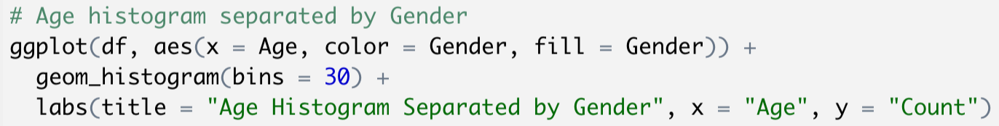 # Age histogram separated by Gender
ggplot(df, aes(x = Age, color = Gender, fill = Gender)) +
  geom_histogram(bins = 30) +
  labs(title = "Age Histogram Separated by Gender", x = "Age", y = "Count")